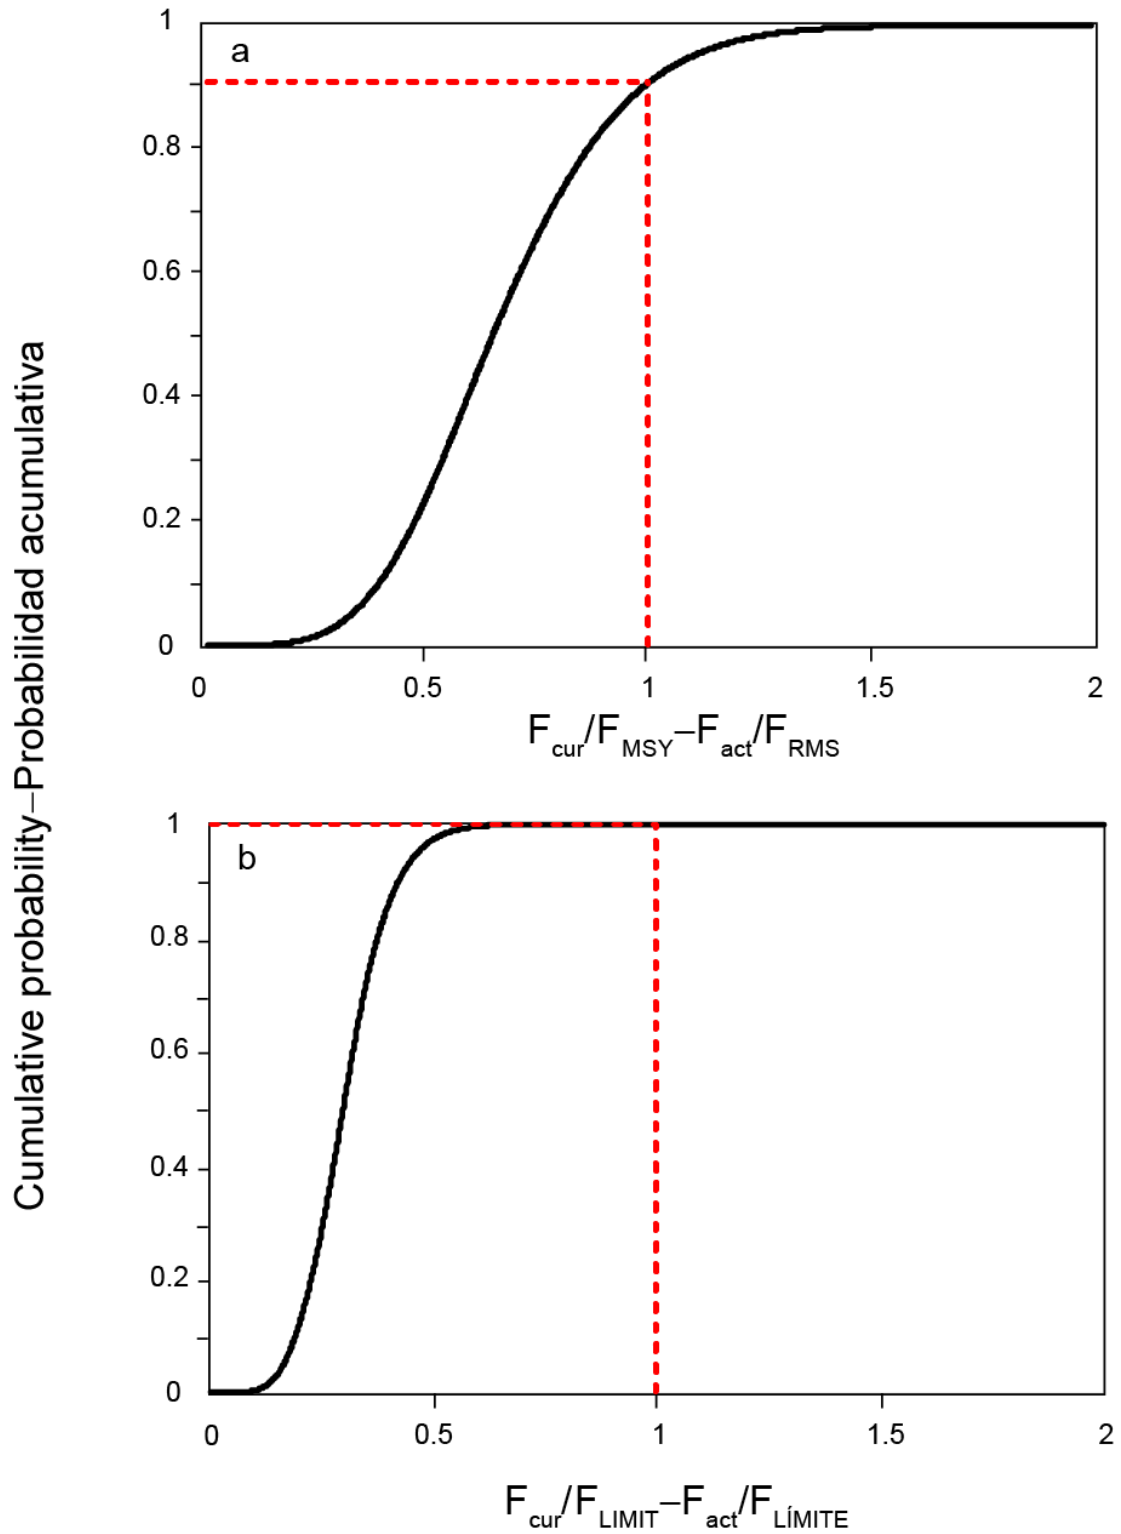 Cumulative probability–Probabilidad acumulativa
a
1
0.8
0.6
0.4
0.2
0
0 0.5 1 1.5 2
Fcur/FMSY–Fact/FRMS
b
1
0.8
0.6
0.4
0.2
0
0 0.5 1 1.5 2
Fcur/FLIMIT–Fact/FLÍMITE